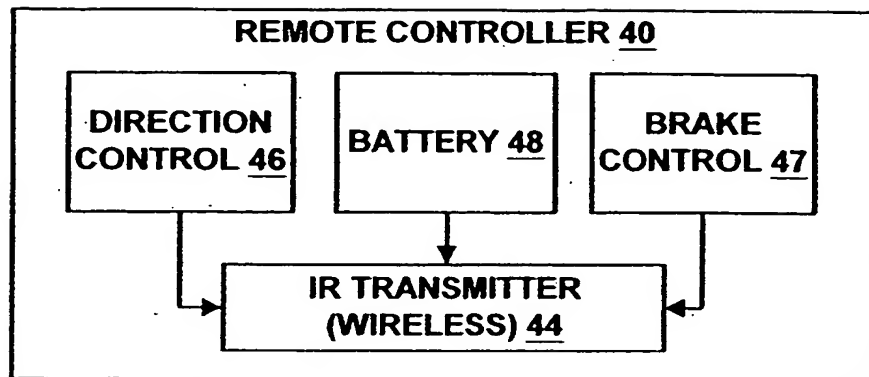 REMOTE CONTROLLER 40
DIRECTION
CONTROL 46
BATTERY 48
BRAKE
CONTROL 47
IR TRANSMITTER
(WIRELESS) 44